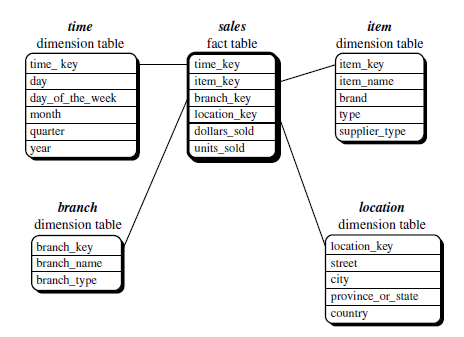 time
dimension table
time_ key
day
day_of_the_week
month
quarter
year
sales
fact table
time_key
item_key
branch_key
location_key
dollars_sold
units_sold
item
dimension table
item_key
item_name
brand
type
supplier_type
branch
dimension table
branch_key
branch_name
branch_type
location
dimension table
location_key
street
city
province_or_state
country